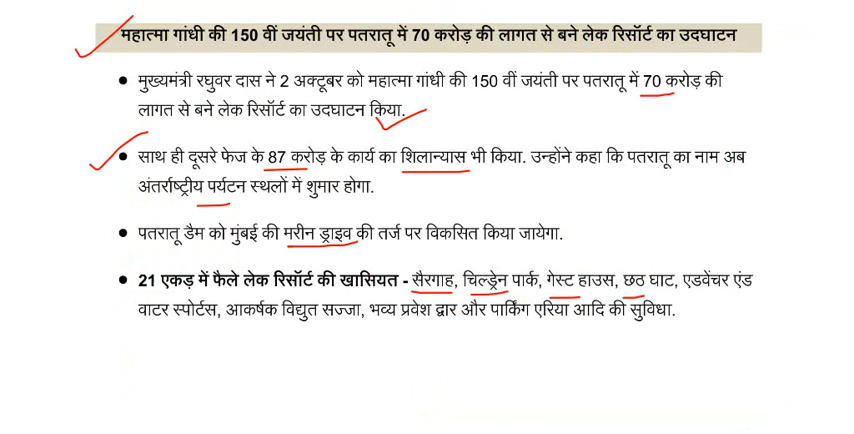 महात्मा गांधी की 150 वीं जयंती पर पतरातू में 70 करोड़ की लागत से बने लेक रिसॉर्ट का उदघाटन
• मुख्यमंत्री रघुवर दास ने 2 अक्टूबर को महात्मा गांधी की 150 वीं जयंती पर पतरातू में 70 करोड़ की
लागत से बने लेक रिसॉर्ट का उदघाटन किया.
• साथ ही दूसरे फेज के 87 करोड़ के कार्य का शिलान्यास भी किया. उन्होंने कहा कि पतरातू का नाम अब
अंतर्राष्ट्रीय पर्यटन स्थलों में शुमार होगा.
• पतरातू डैम को मुंबई की मरीन ड्राइव की तर्ज पर विकसित किया जायेगा.
• 21 एकड़ में फैले लेक रिसॉर्ट की खासियत - सैरगाह, चिल्ड्रेन पार्क, गेस्ट हाउस, छठ घाट, एडवेंचर एंड
वाटर स्पोर्टस, आकर्षक विद्युत सज्जा, भव्य प्रवेश द्वार और पार्किंग एरिया आदि की सुविधा.